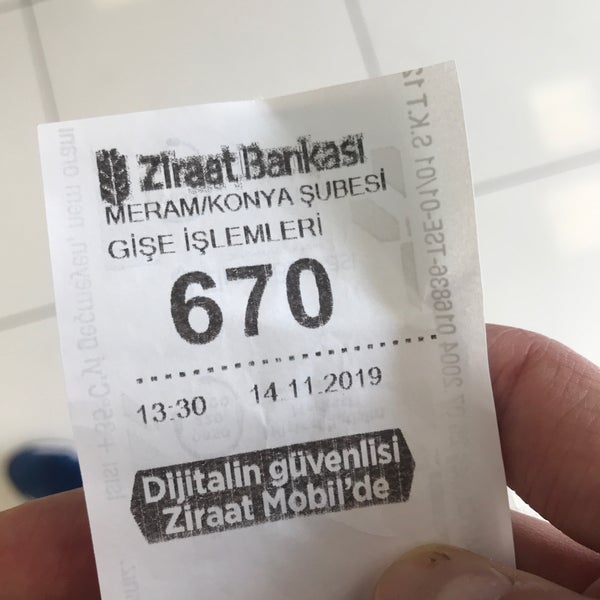 Ziraat Bankası
MERAM/KONYA ŞUBESİ
GİŞE İŞLEMLERİ
670
13:30 14.11.2019
Dijitalin güvenlisi
Ziraat Mobil'de